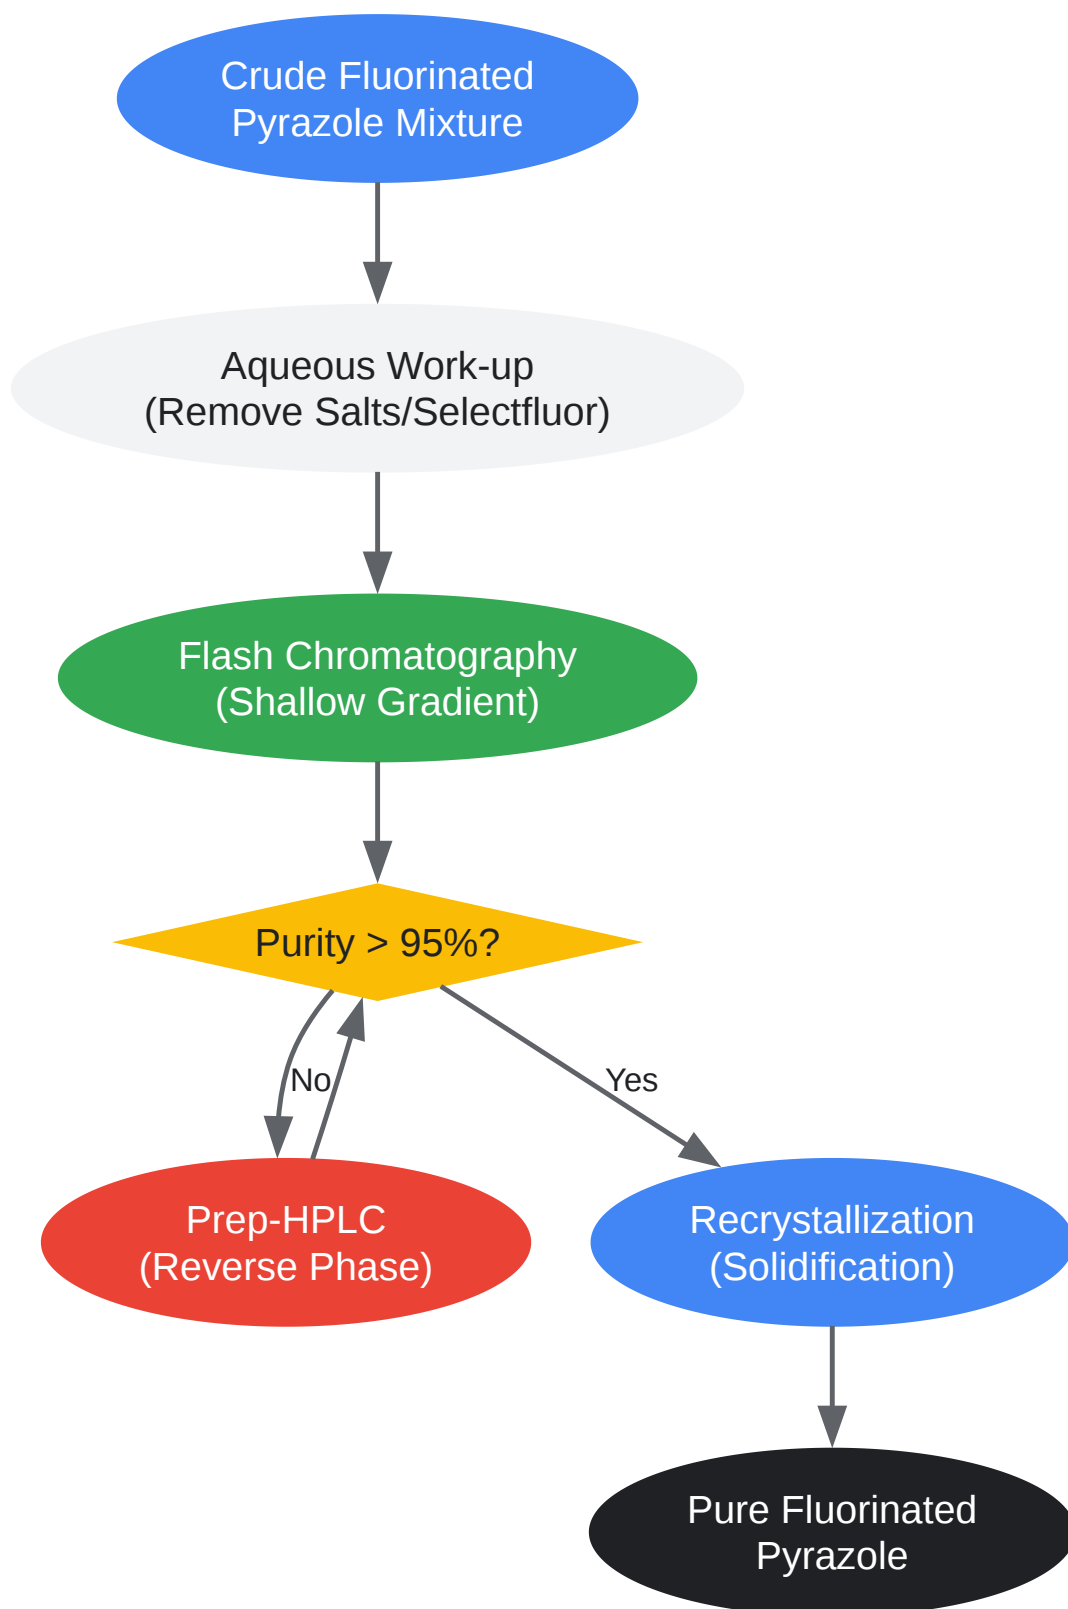 Crude Fluorinated
Pyrazole Mixture
Aqueous Work-up
(Remove Salts/Selectfluor)
Flash Chromatography
(Shallow Gradient)
Purity > 95%?
No
Yes
Prep-HPLC
(Reverse Phase)
Recrystallization
(Solidification)
Pure Fluorinated
Pyrazole